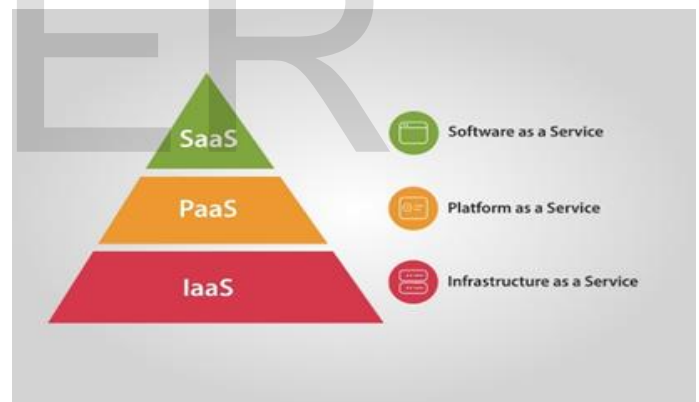 ER
SaaS
Software as a Service
PaaS
Platform as a Service
IaaS
Infrastructure as a Service